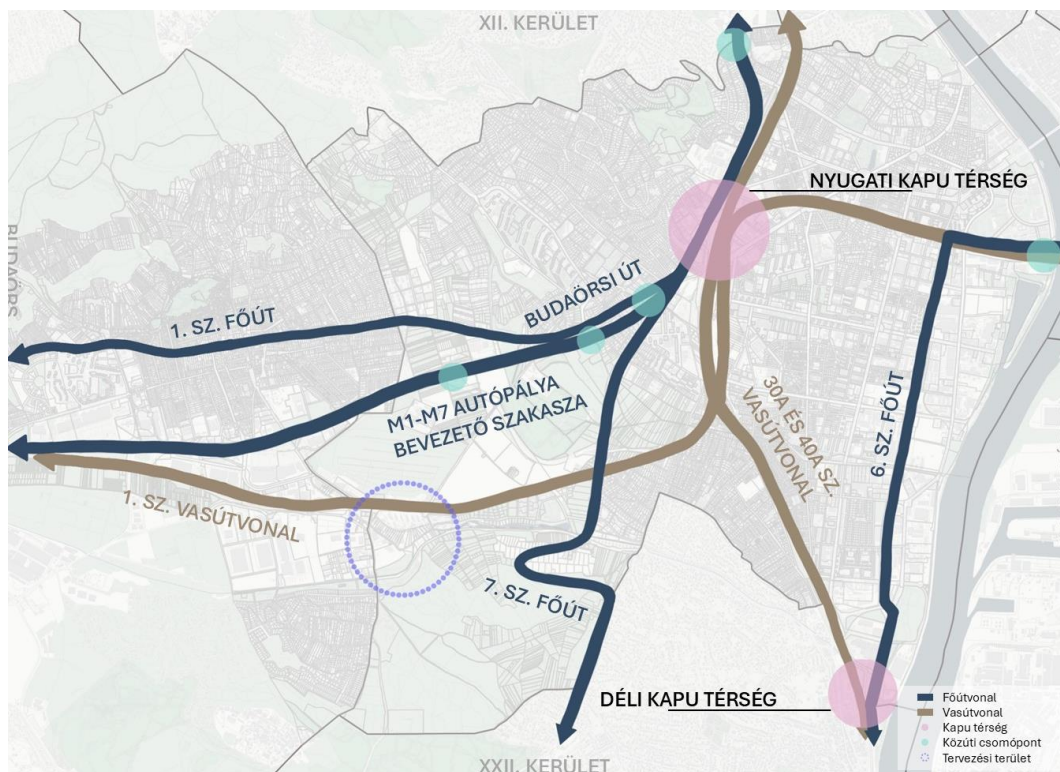 XII. KERÜLET
NYUGATI KAPU TÉRSÉG
BUDAÖRS
BUDAÖRSI ÚT
1. SZ. FŐÚT
M1-M7 AUTÓPÁLYA
BEVEZETŐ SZAKASZA
30A ÉS 40A SZ.
VASÚTVONAL
6. SZ. FŐÚT
1. SZ. VASÚTVONAL
7. SZ. FŐÚT
DÉLI KAPU TÉRSÉG
Főútvonal
Vasútvonal
Kapu térség
Közúti csomópont
Tervezési terület
XXII. KERÜLET